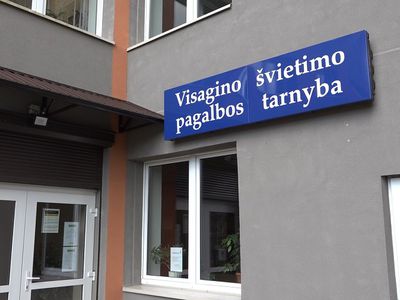 Visagino švietimo
pagalbos tarnyba